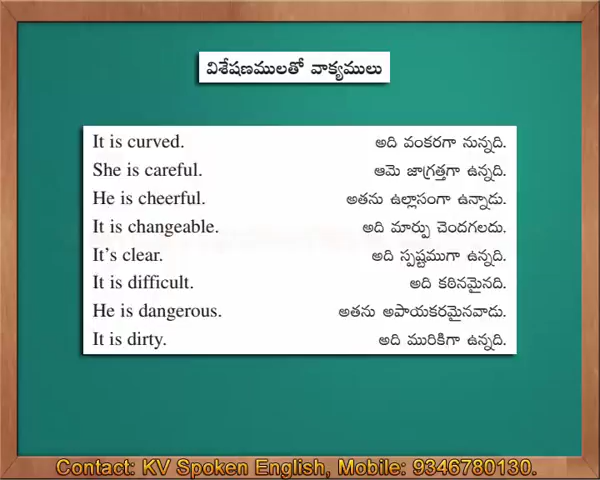 విశేషణములతో వాక్యములు
It is curved. అది వంకరగా నున్నది.
She is careful. ఆమె జాగ్రత్తగా ఉన్నది.
He is cheerful. అతను ఉల్లాసంగా ఉన్నాడు.
It is changeable. అది మార్పు చెందగలదు.
It's clear. అది స్పష్టముగా ఉన్నది.
It is difficult. అది కఠినమైనది.
He is dangerous. అతను అపాయకరమైనవాడు.
It is dirty. అది మురికిగా ఉన్నది.
Contact: KV Spoken English, Mobile: 9346780130.